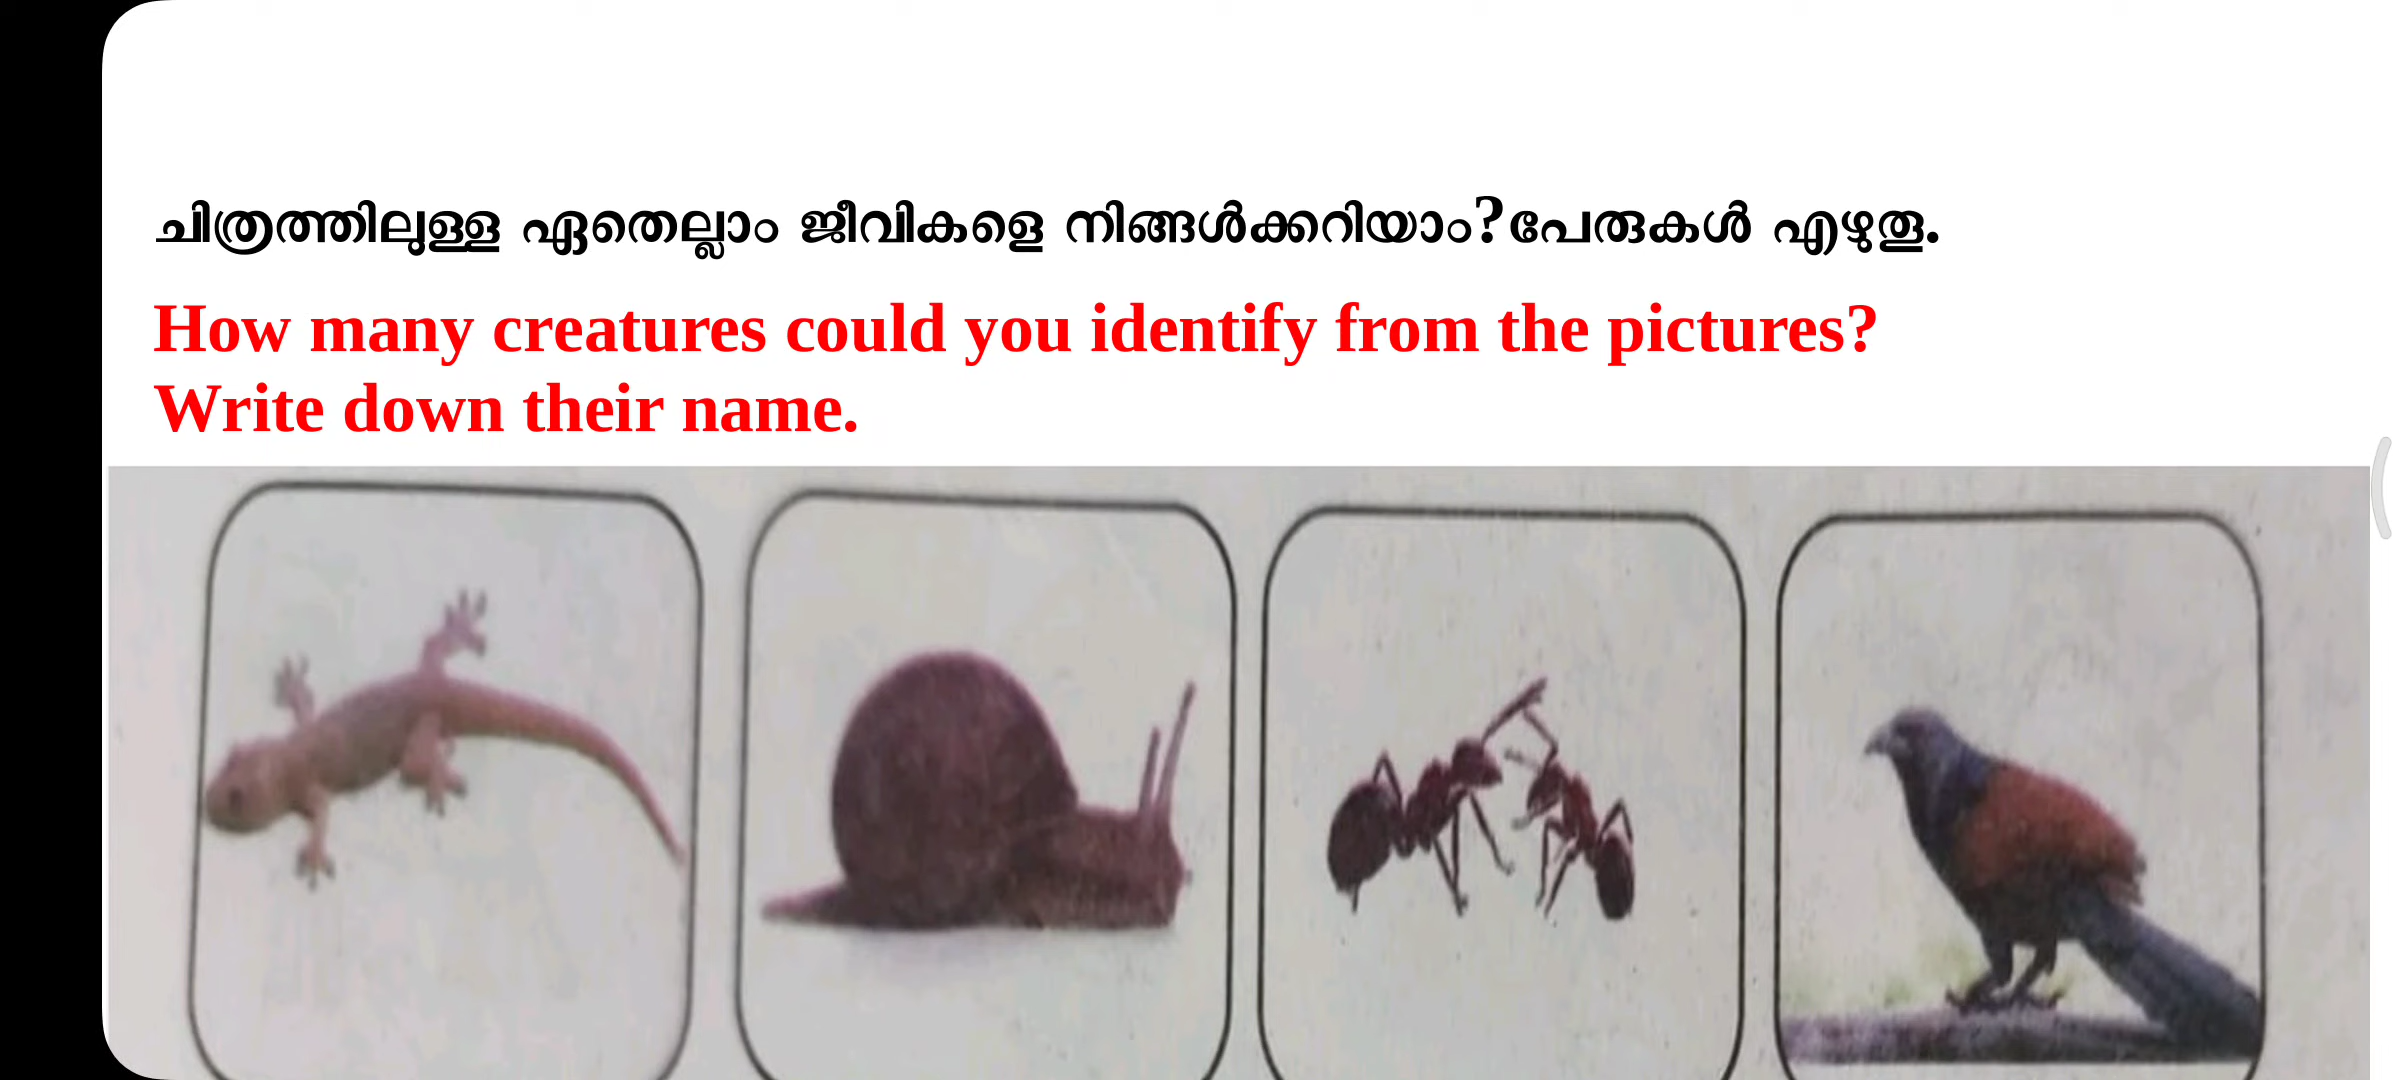 ചിത്രത്തിലുള്ള ഏതെല്ലാം ജീവികളെ നിങ്ങൾക്കറിയാം?പേരുകൾ എഴുതൂ.
How many creatures could you identify from the pictures?
Write down their name.